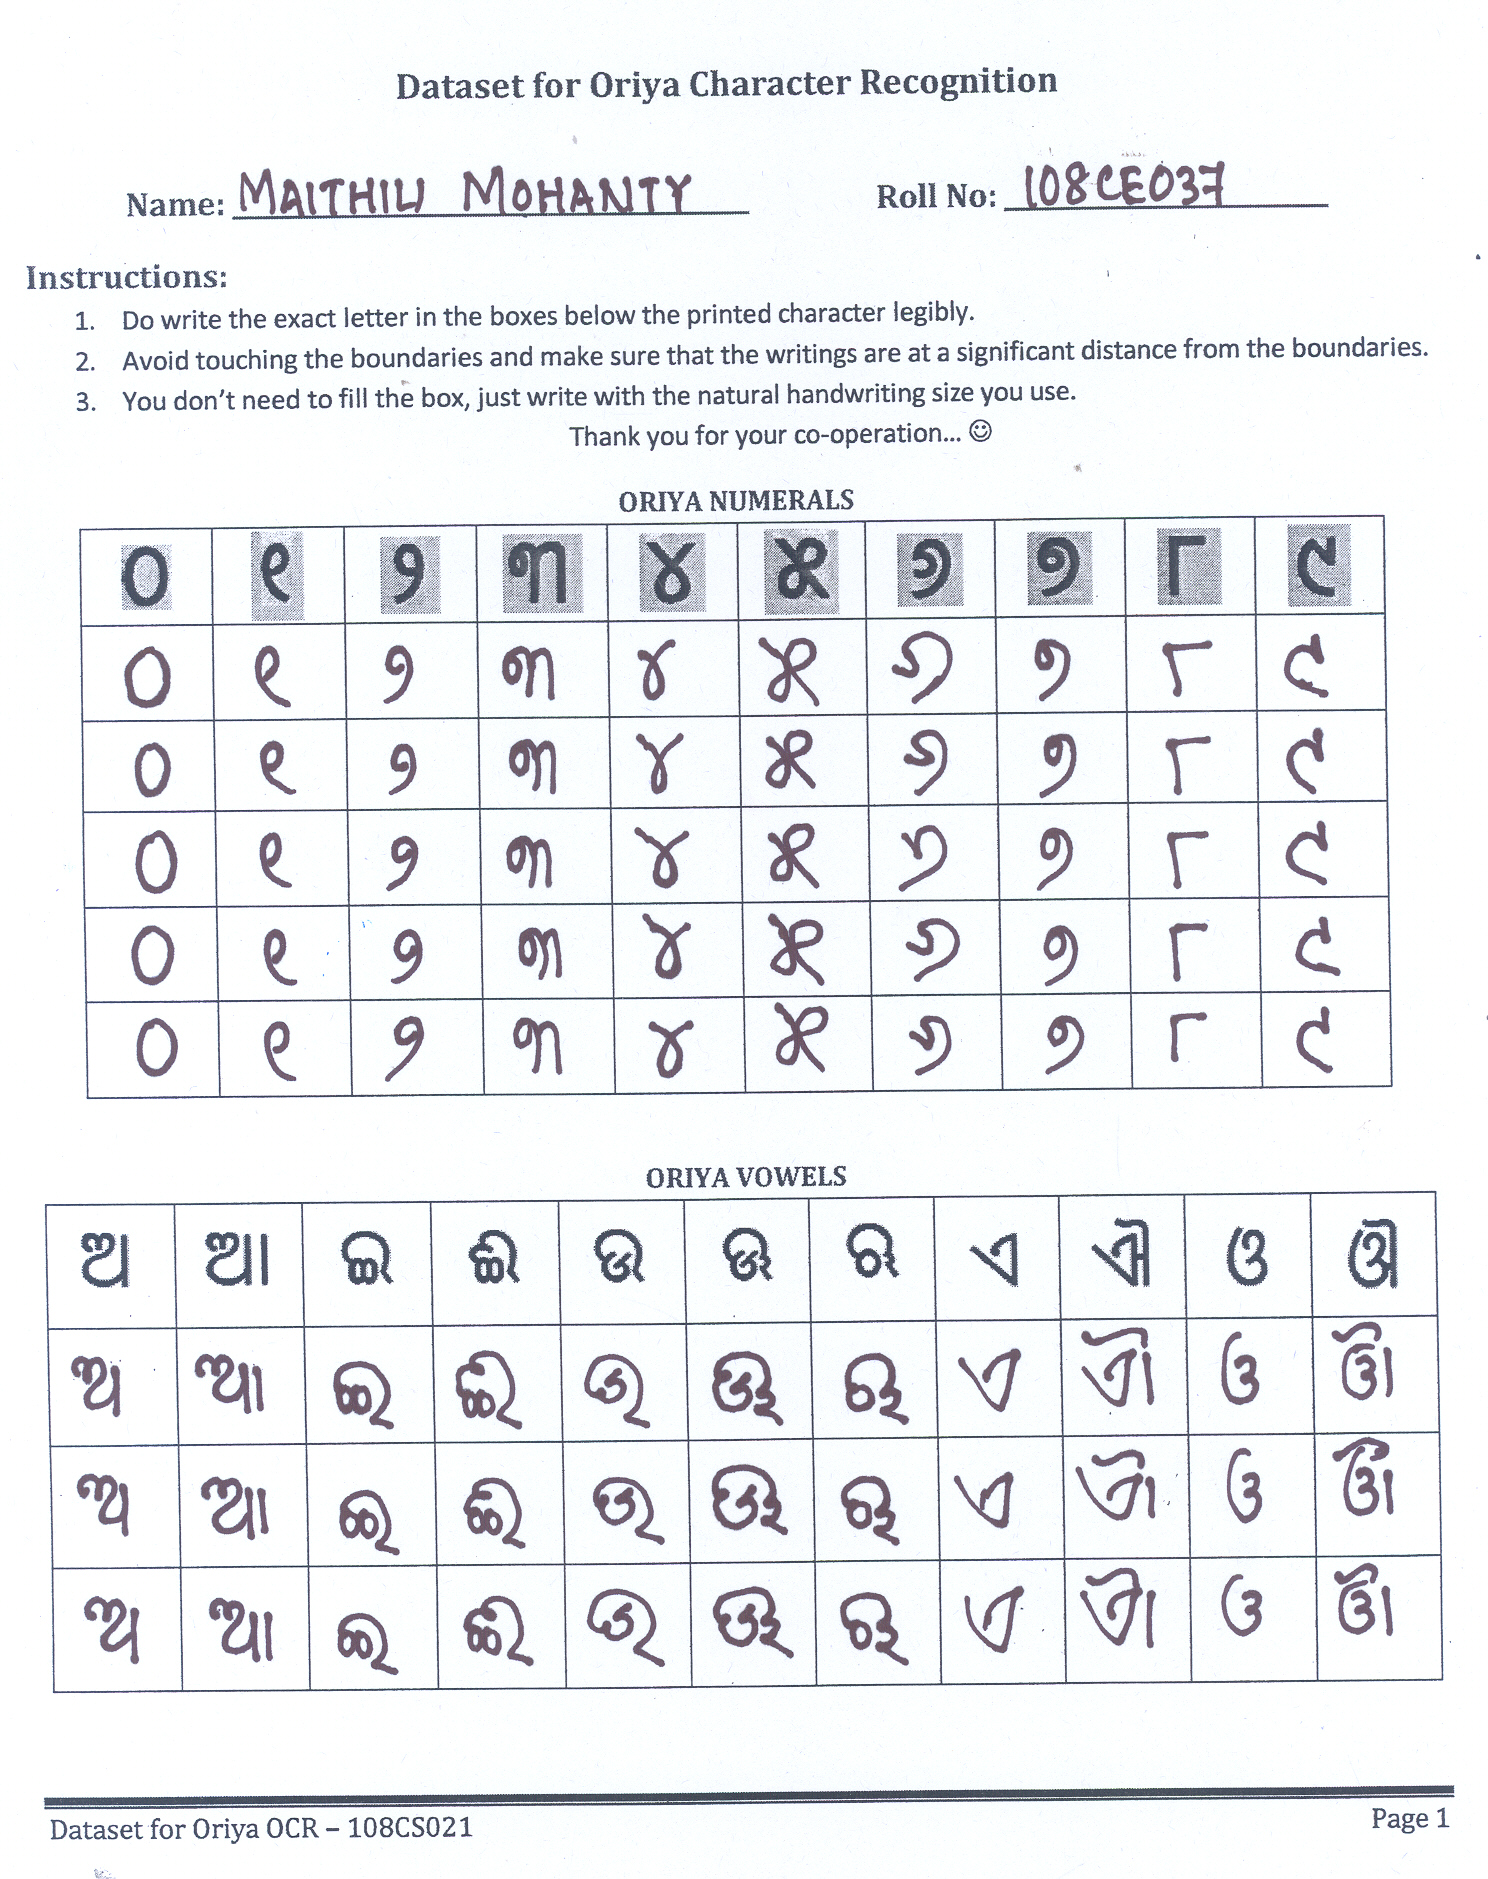 Dataset for Oriya Character Recognition
Name: MAITHILI MOHANTY Roll No: 108CE037
Instructions:
1. Do write the exact letter in the boxes below the printed character legibly.
2. Avoid touching the boundaries and make sure that the writings are at a significant distance from the boundaries.
3. You don't need to fill the box, just write with the natural handwriting size you use.
Thank you for your co-operation... ☺
ORIYA NUMERALS
୦ ୧ ୨ ୩ ୪ ୫ ୬ ୭ ୮ ୯
୦ ୧ ୨ ୩ ୪ ୫ ୬ ୭ ୮ ୯
୦ ୧ ୨ ୩ ୪ ୫ ୬ ୭ ୮ ୯
୦ ୧ ୨ ୩ ୪ ୫ ୬ ୭ ୮ ୯
୦ ୧ ୨ ୩ ୪ ୫ ୬ ୭ ୮ ୯
୦ ୧ ୨ ୩ ୪ ୫ ୬ ୭ ୮ ୯
ORIYA VOWELS
ଅ ଆ ଇ ଈ ଉ ଊ ଋ ଏ ଐ ଓ ଔ
ଅ ଆ ଇ ଈ ଉ ଊ ଋ ଏ ଐ ଓ ଔ
ଅ ଆ ଇ ଈ ଉ ଊ ଋ ଏ ଐ ଓ ଔ
ଅ ଆ ଇ ଈ ଉ ଊ ଋ ଏ ଐ ଓ ଔ
Dataset for Oriya OCR – 108CS021 Page 1